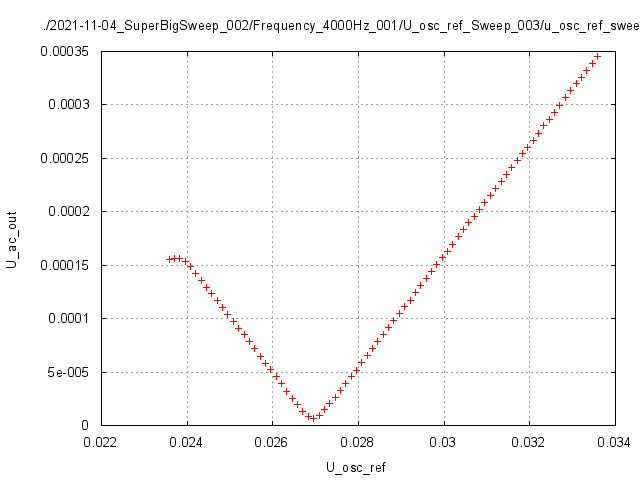 ./2021-11-04_SuperBigSweep_002/Frequency_4000Hz_001/U_osc_ref_Sweep_003/u_osc_ref_swee
0.00035
0.0003
0.00025
0.0002
0.00015
0.0001
5e-005
0
U_ac_out
0.022 0.024 0.026 0.028 0.03 0.032 0.034
U_osc_ref